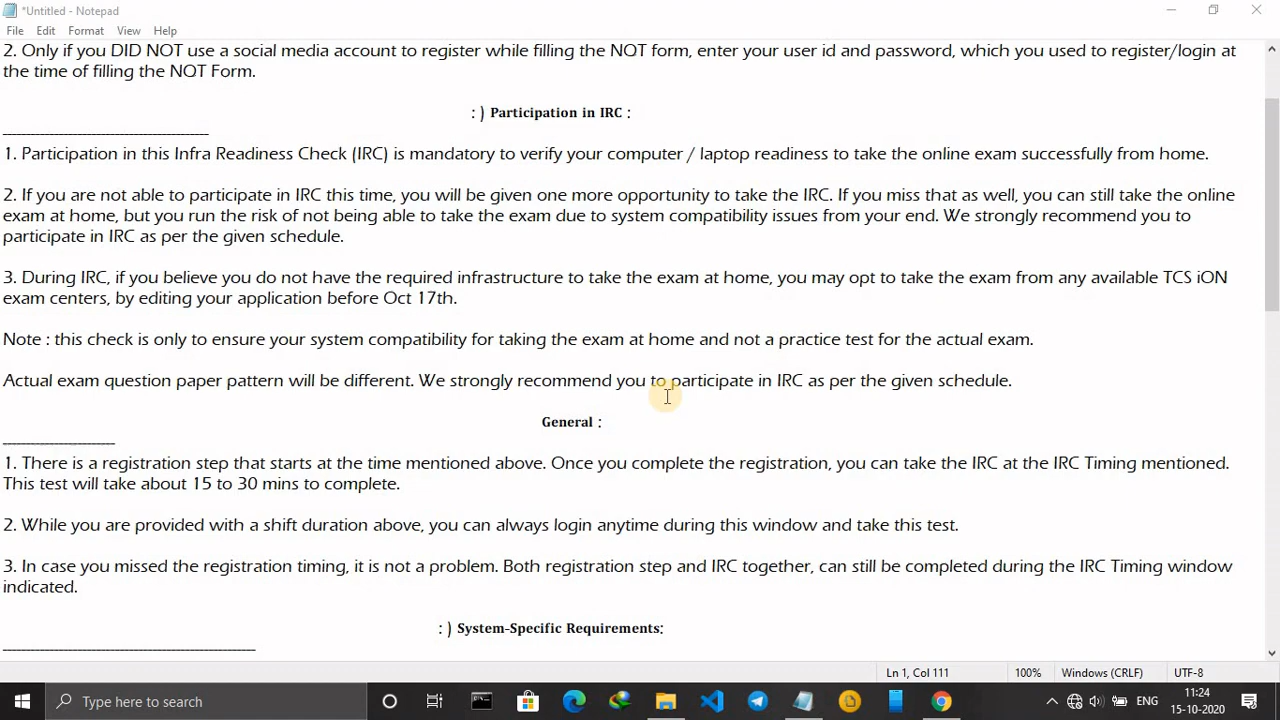 *Untitled - Notepad
File Edit Format View Help
2. Only if you DID NOT use a social media account to register while filling the NOT form, enter your user id and password, which you used to register/login at
the time of filling the NOT Form.
: ) Participation in IRC :
1. Participation in this Infra Readiness Check (IRC) is mandatory to verify your computer / laptop readiness to take the online exam successfully from home.
2. If you are not able to participate in IRC this time, you will be given one more opportunity to take the IRC. If you miss that as well, you can still take the online
exam at home, but you run the risk of not being able to take the exam due to system compatibility issues from your end. We strongly recommend you to
participate in IRC as per the given schedule.
3. During IRC, if you believe you do not have the required infrastructure to take the exam at home, you may opt to take the exam from any available TCS iON
exam centers, by editing your application before Oct 17th.
Note : this check is only to ensure your system compatibility for taking the exam at home and not a practice test for the actual exam.
Actual exam question paper pattern will be different. We strongly recommend you to participate in IRC as per the given schedule.
General :
1. There is a registration step that starts at the time mentioned above. Once you complete the registration, you can take the IRC at the IRC Timing mentioned.
This test will take about 15 to 30 mins to complete.
2. While you are provided with a shift duration above, you can always login anytime during this window and take this test.
3. In case you missed the registration timing, it is not a problem. Both registration step and IRC together, can still be completed during the IRC Timing window
indicated.
: ) System-Specific Requirements:
Ln 1, Col 111 100% Windows (CRLF) UTF-8
Type here to search
ENG
11:24
15-10-2020